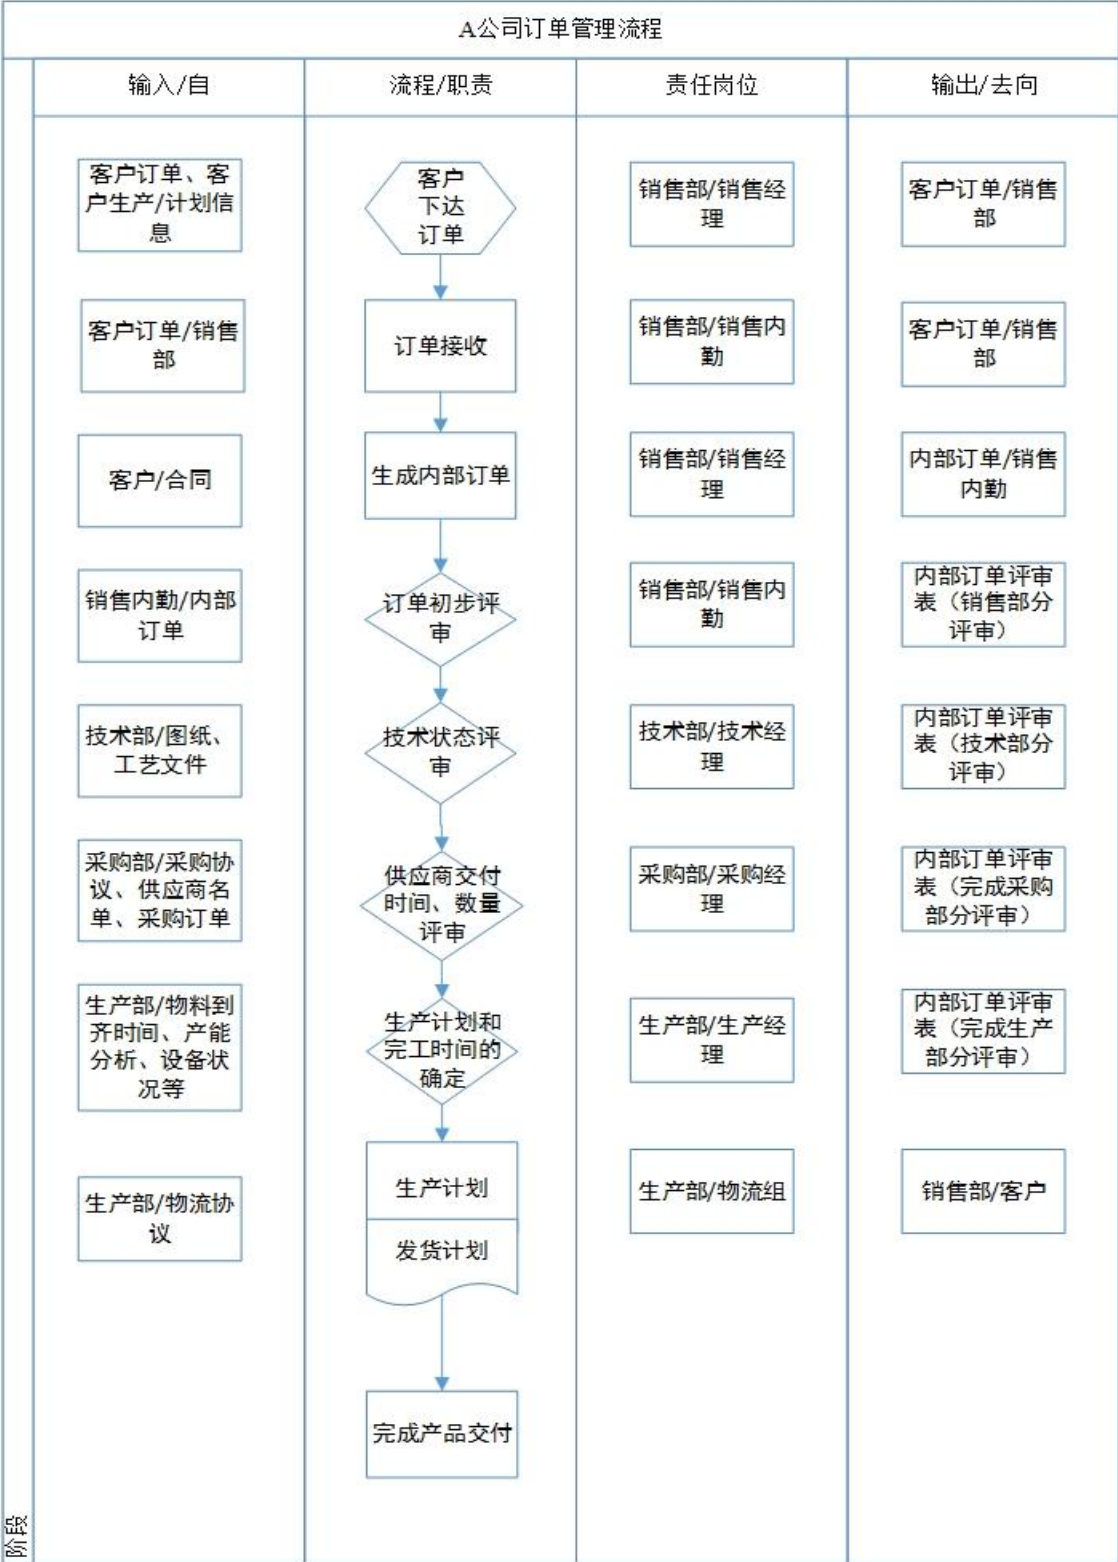 A公司订单管理流程
输入/自
流程/职责
责任岗位
输出/去向
客户订单、客
户生产/计划信
息
客户
下达
订单
销售部/销售经
理
客户订单/销售
部
客户订单/销售
部
订单接收
销售部/销售内
勤
客户订单/销售
部
客户/合同
生成内部订单
销售部/销售经
理
内部订单/销售
内勤
销售内勤/内部
订单
订单初步评
审
销售部/销售内
勤
内部订单评审
表（销售部分
评审）
技术部/图纸、
工艺文件
技术状态评
审
技术部/技术经
理
内部订单评审
表（技术部分
评审）
采购部/采购协
议、供应商名
单、采购订单
供应商交付
时间、数量
评审
采购部/采购经
理
内部订单评审
表（完成采购
部分评审）
生产部/物料到
齐时间、产能
分析、设备状
况等
生产计划和
完工时间的
确定
生产部/生产经
理
内部订单评审
表（完成生产
部分评审）
生产部/物流协
议
生产计划
发货计划
生产部/物流组
销售部/客户
完成产品交付
阶段